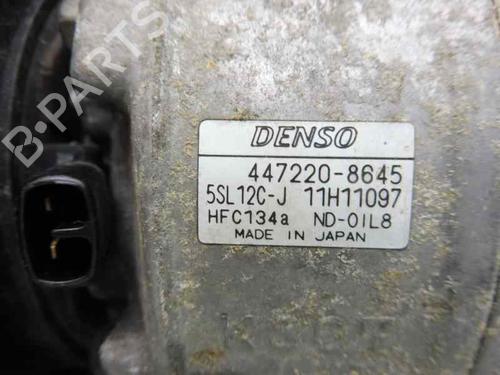 B-PARTS
DENSO
447220-8645
5SL12C-J 11H11097
HFC134a ND-OIL8
MADE IN JAPAN